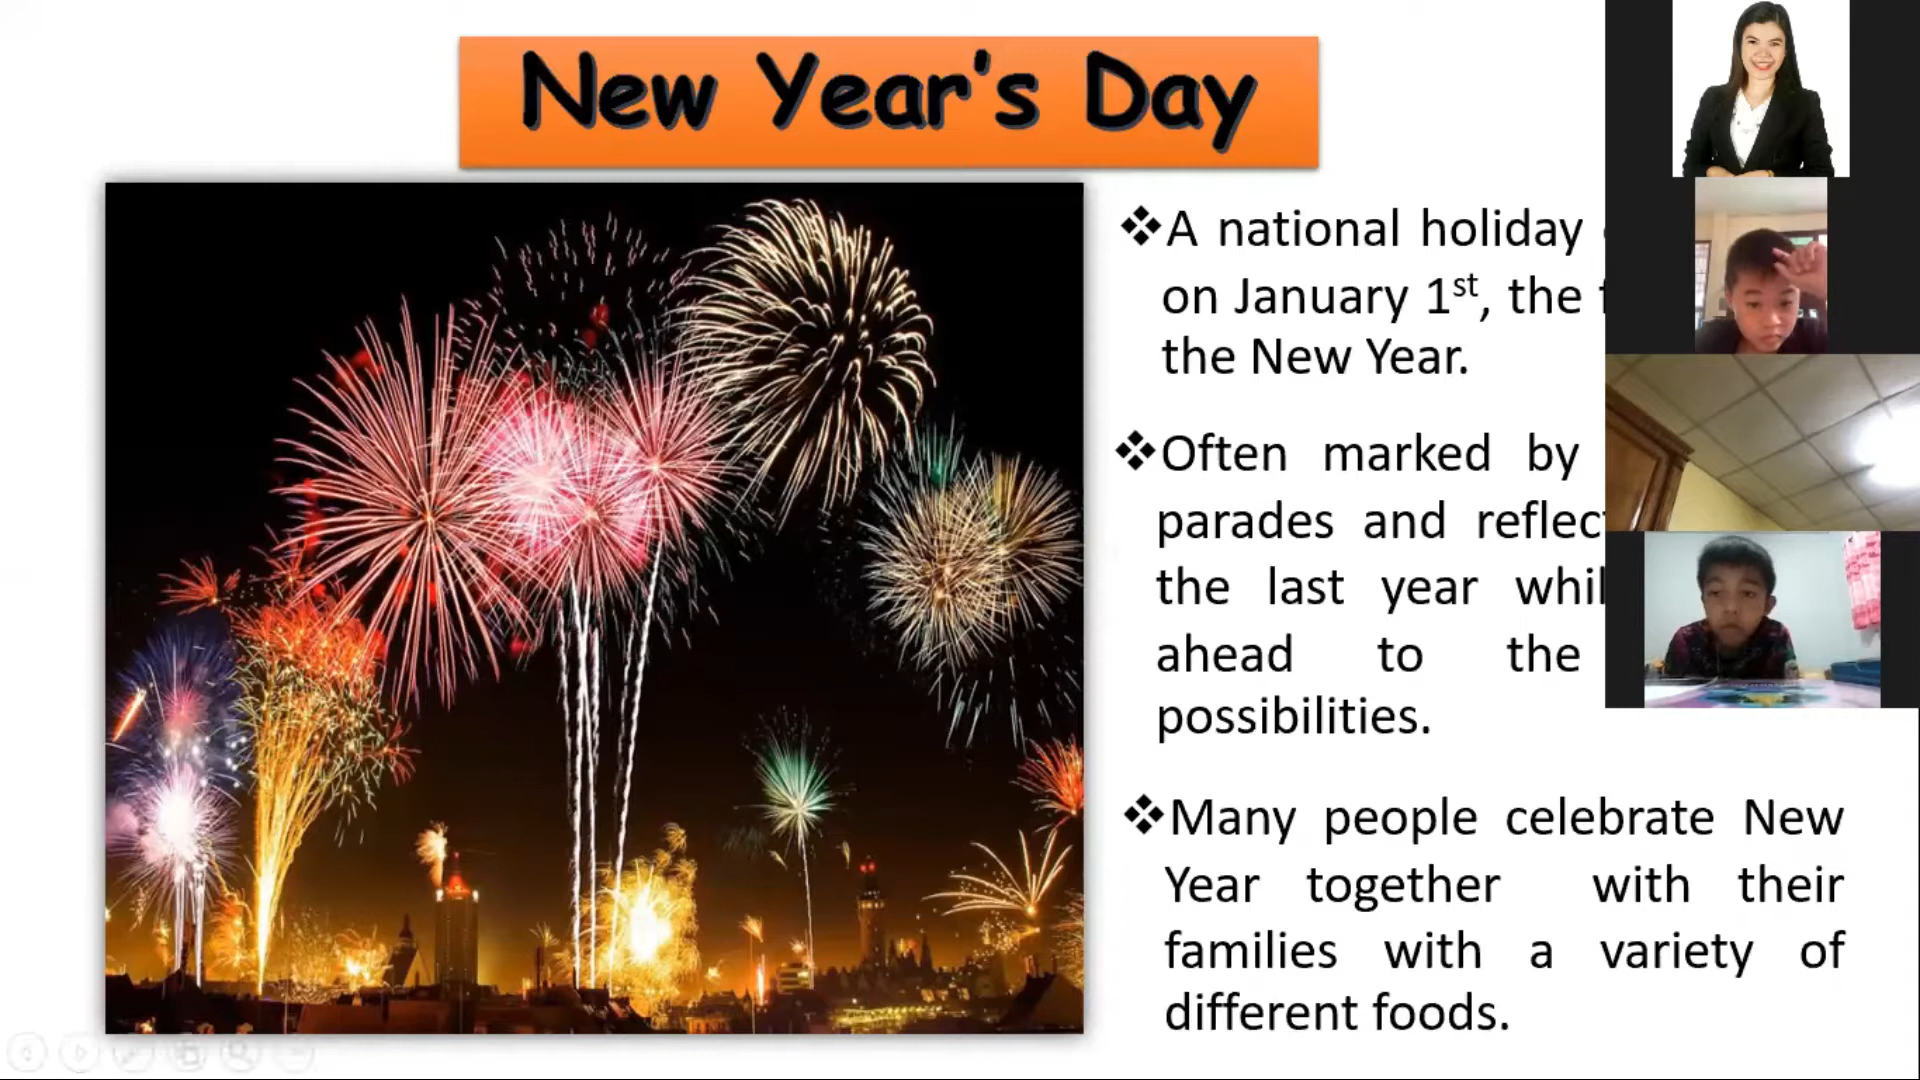 New Year's Day
❖A national holiday
on January 1st, the
the New Year.
❖Often marked by
parades and
the last year
ahead to the
possibilities.
❖Many people celebrate New
Year together with their
families with a variety of
different foods.